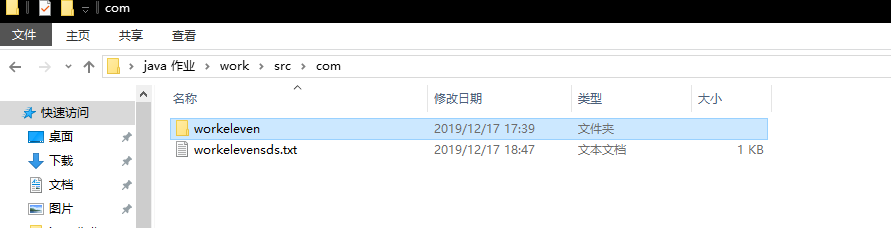 com
文件 主页 共享 查看
java 作业 work src com
名称 修改日期 类型 大小
快速访问
workeleven 2019/12/17 17:39 文件夹
桌面
workelevensds.txt 2019/12/17 18:47 文本文档 1 KB
下载
文档
图片